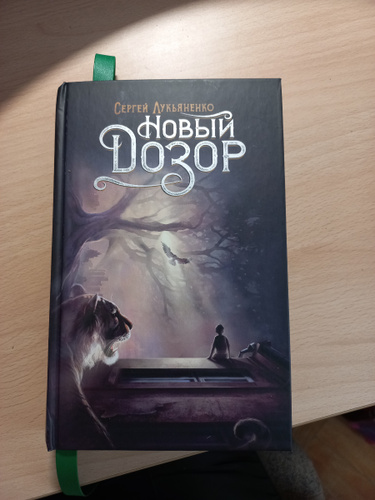 Сергей Лукьяненко
Новый
Дозор